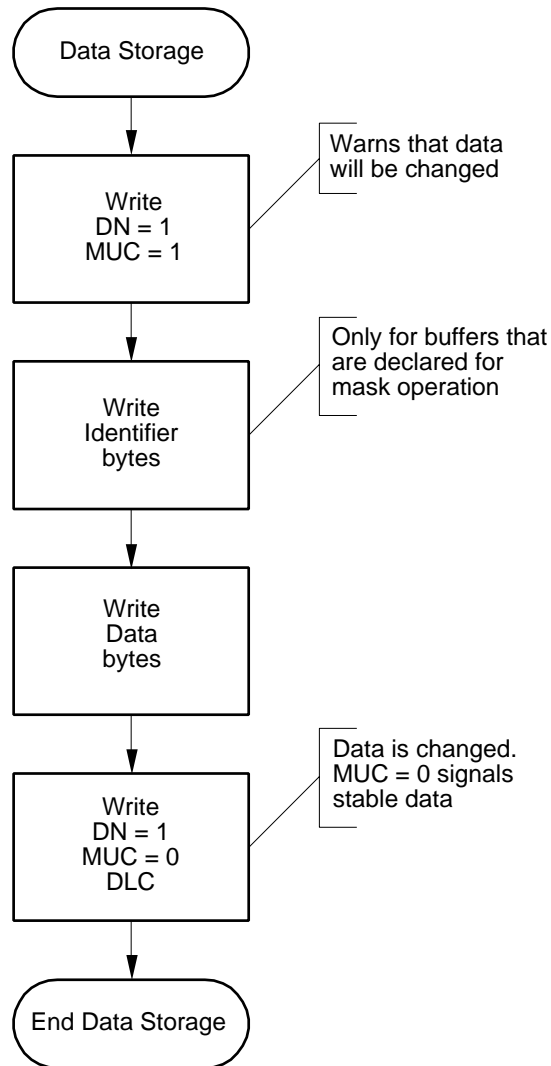 Data Storage
Write
DN = 1
MUC = 1
Warns that data
will be changed
Write
Identifier
bytes
Only for buffers that
are declared for
mask operation
Write
Data
bytes
Write
DN = 1
MUC = 0
DLC
Data is changed.
MUC = 0 signals
stable data
End Data Storage